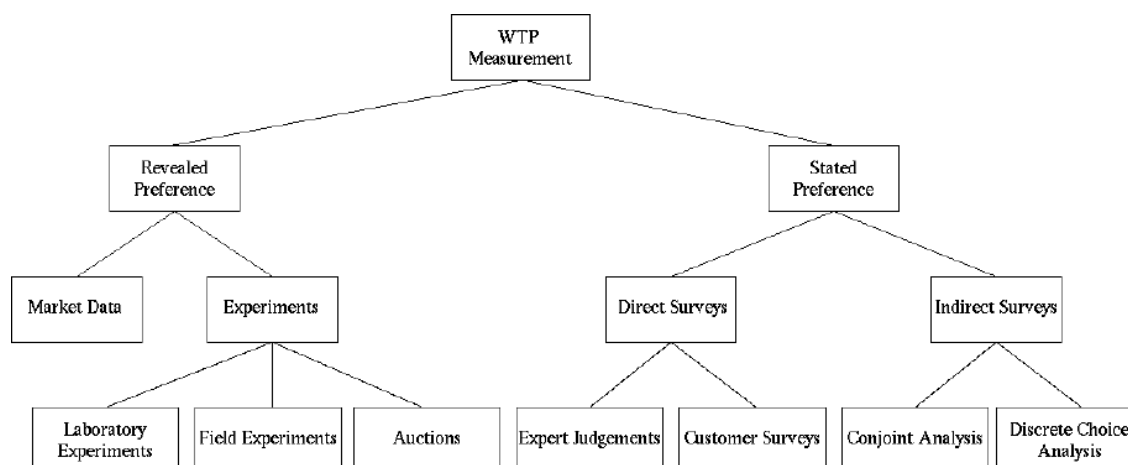 WTP
Measurement
Revealed
Preference
Stated
Preference
Market Data
Experiments
Direct Surveys
Indirect Surveys
Laboratory
Experiments
Field Experiments
Auctions
Expert Judgements
Customer Surveys
Conjoint Analysis
Discrete Choice
Analysis